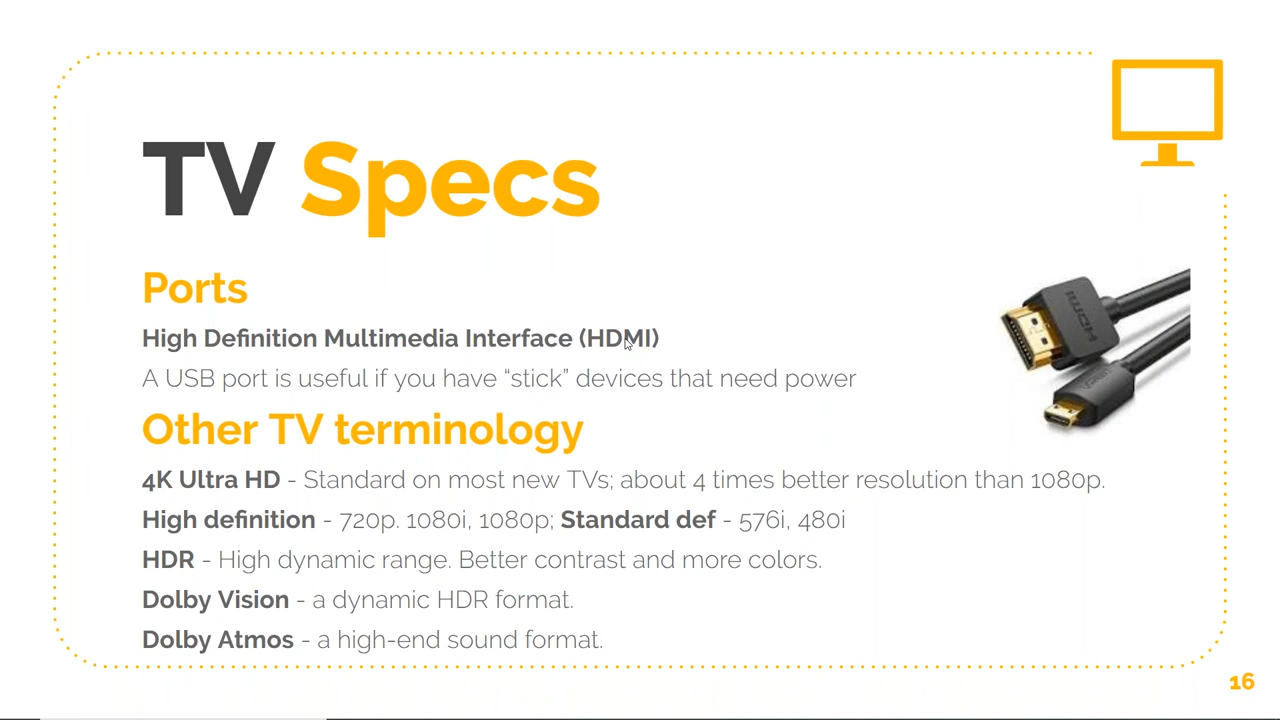 TV Specs
Ports
High Definition Multimedia Interface (HDMI)
A USB port is useful if you have “stick” devices that need power
HDMI
Other TV terminology
4K Ultra HD - Standard on most new TVs; about 4 times better resolution than 1080p.
High definition - 720p. 1080i, 1080p; Standard def - 576i, 480i
HDR - High dynamic range. Better contrast and more colors.
Dolby Vision - a dynamic HDR format.
Dolby Atmos - a high-end sound format.
16